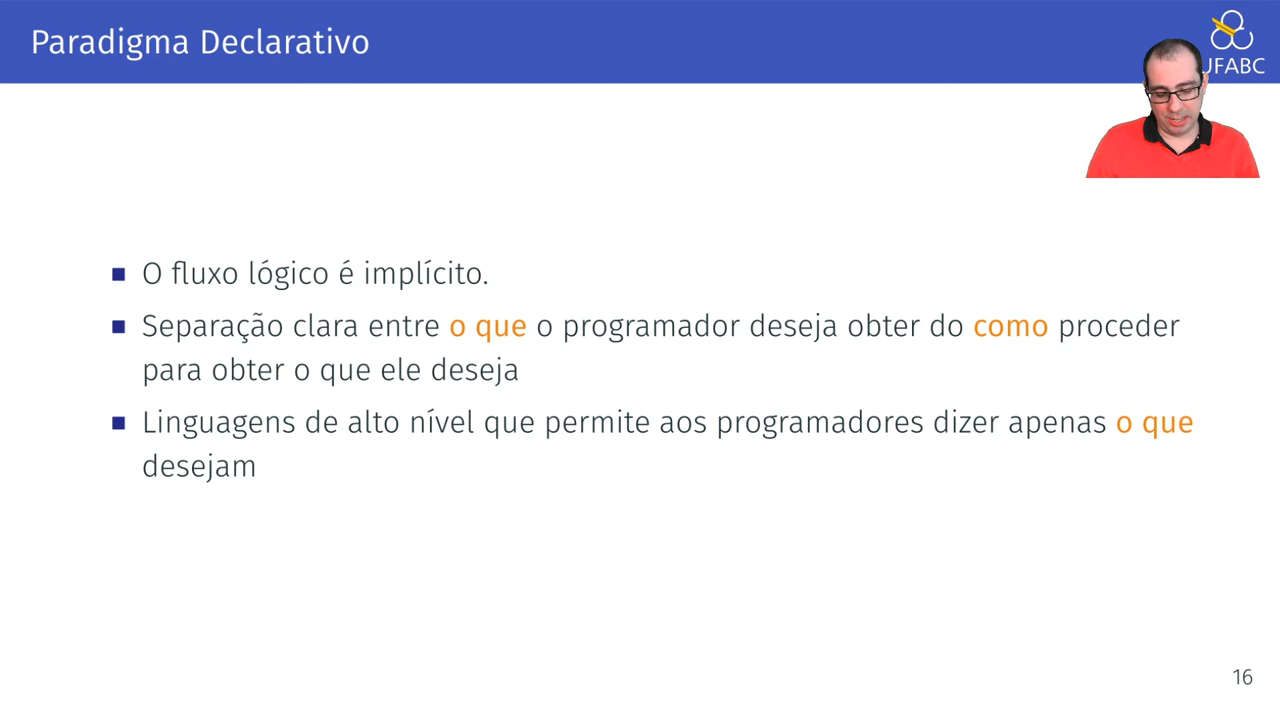 Paradigma Declarativo
UFABC
O fluxo lógico é implícito.
Separação clara entre o que o programador deseja obter do como proceder
para obter o que ele deseja
Linguagens de alto nível que permite aos programadores dizer apenas o que
desejam
16